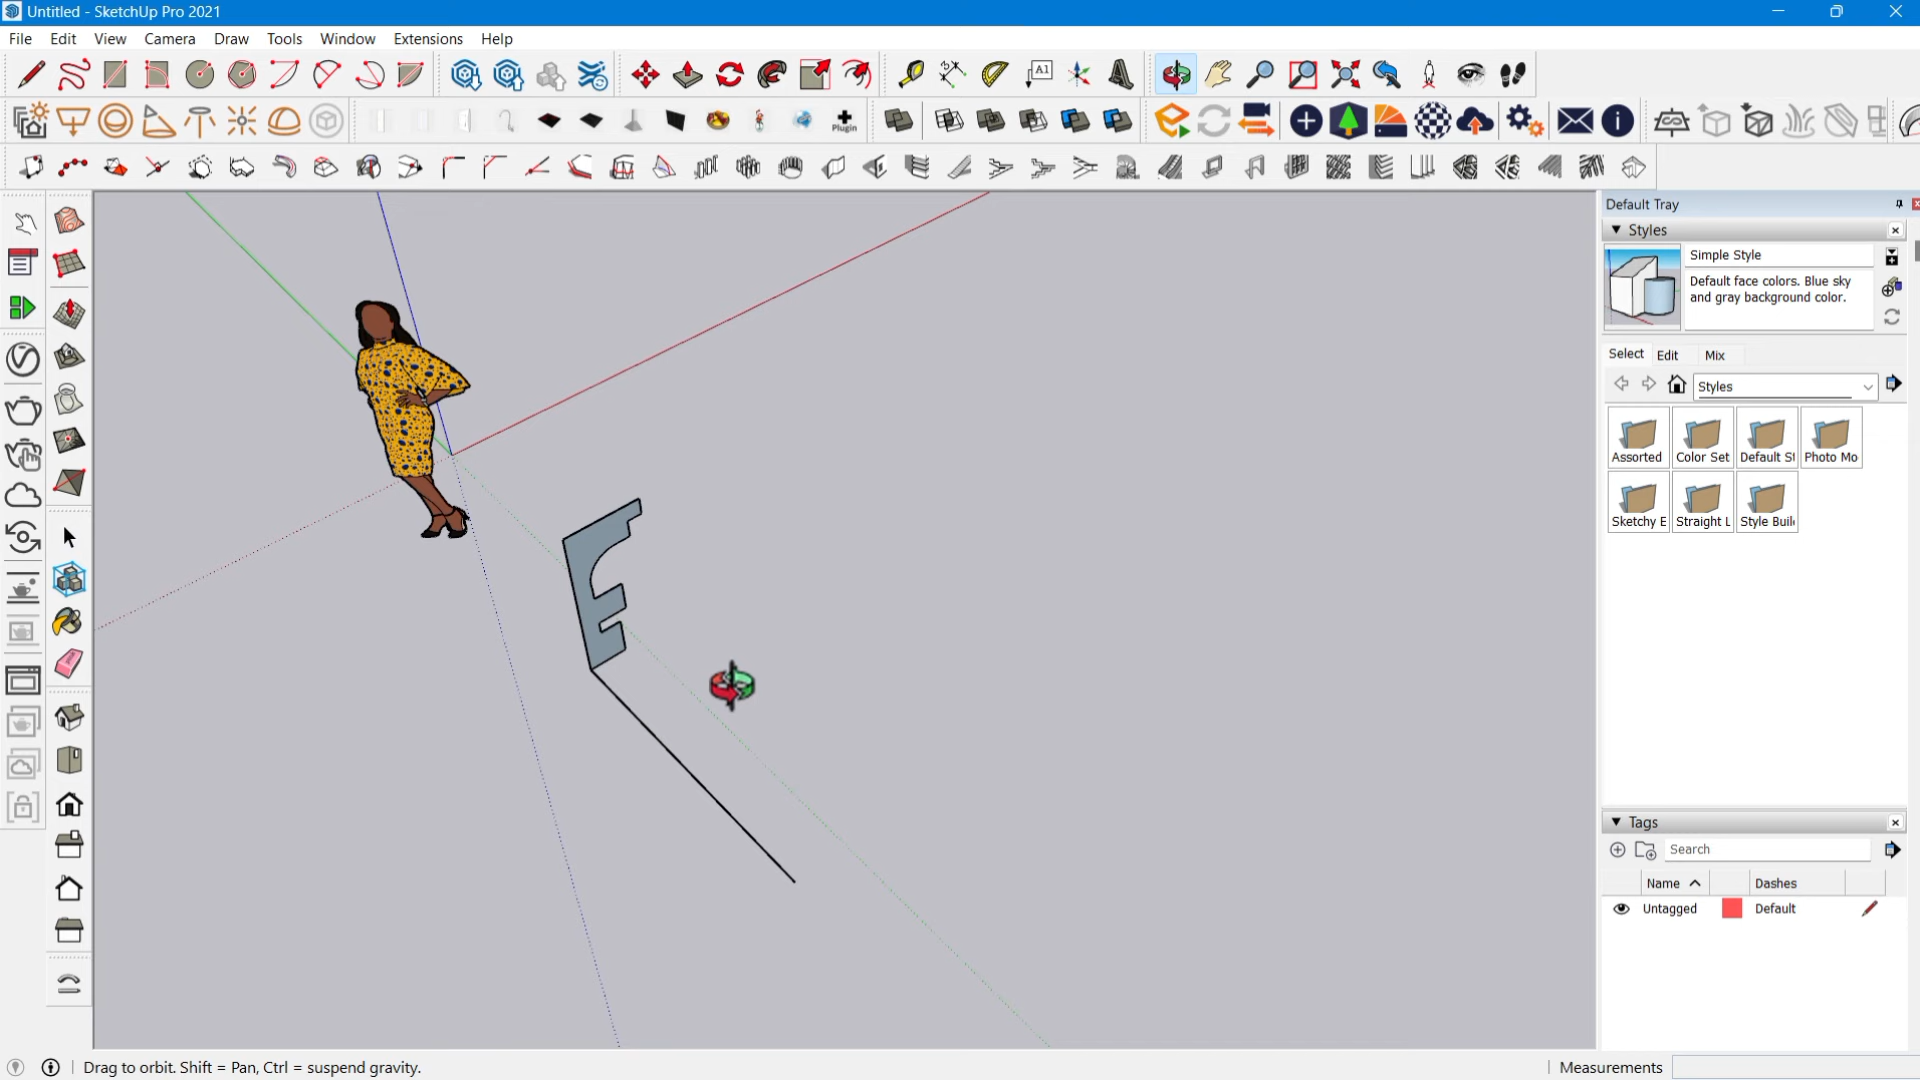 Untitled - SketchUp Pro 2021
File Edit View Camera Draw Tools Window Extensions Help
A1
Plugin
Default Tray
Styles
Simple Style
Default face colors. Blue sky
and gray background color.
Select Edit Mix
Styles
Assorted Color Set Default St Photo Mo
Sketchy E Straight L Style Buil
Tags
Search
Name Dashes
Untagged Default
Drag to orbit. Shift = Pan, Ctrl = suspend gravity.
Measurements